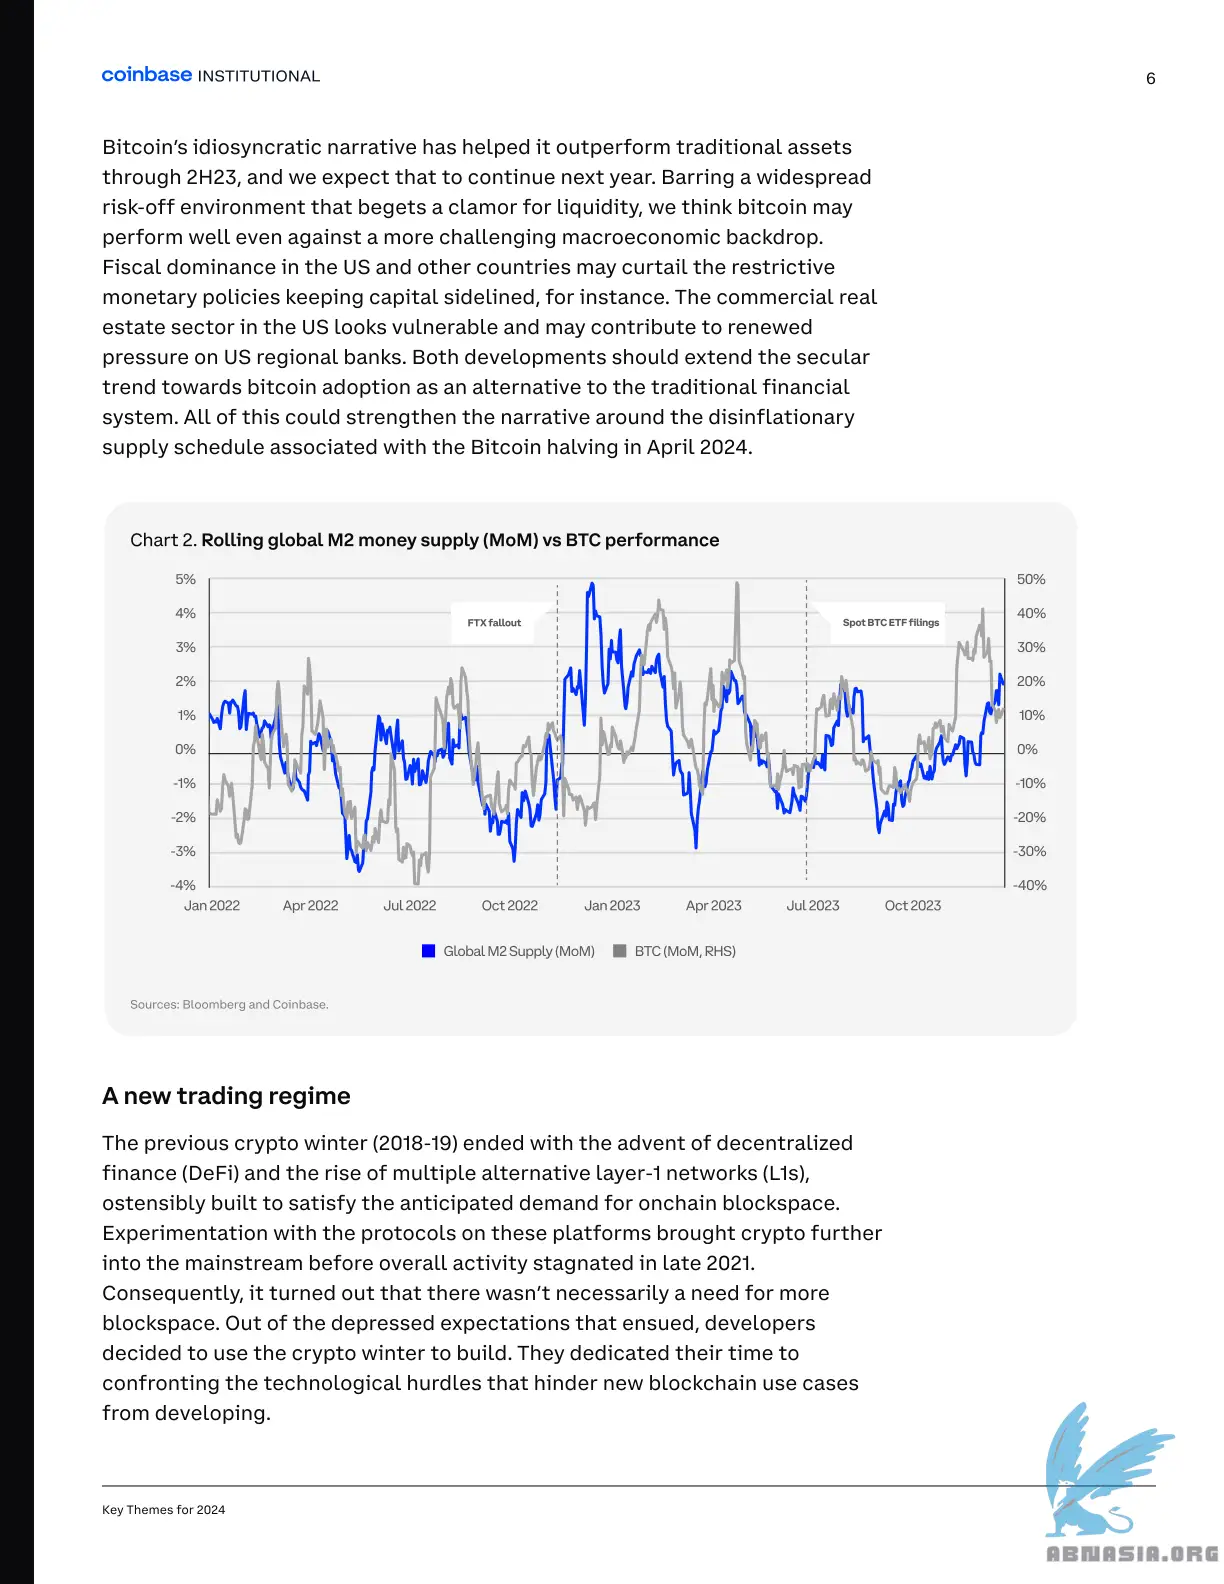 coinbase INSTITUTIONAL
6
Bitcoin’s idiosyncratic narrative has helped it outperform traditional assets
through 2H23, and we expect that to continue next year. Barring a widespread
risk-off environment that begets a clamor for liquidity, we think bitcoin may
perform well even against a more challenging macroeconomic backdrop.
Fiscal dominance in the US and other countries may curtail the restrictive
monetary policies keeping capital sidelined, for instance. The commercial real
estate sector in the US looks vulnerable and may contribute to renewed
pressure on US regional banks. Both developments should extend the secular
trend towards bitcoin adoption as an alternative to the traditional financial
system. All of this could strengthen the narrative around the disinflationary
supply schedule associated with the Bitcoin halving in April 2024.
Chart 2. Rolling global M2 money supply (MoM) vs BTC performance
5% 50%
4% 40%
FTX fallout Spot BTC ETF filings
3% 30%
2% 20%
1% 10%
0% 0%
-1% -10%
-2% -20%
-3% -30%
-4% -40%
Jan 2022 Apr 2022 Jul 2022 Oct 2022 Jan 2023 Apr 2023 Jul 2023 Oct 2023
Global M2 Supply (MoM) BTC (MoM, RHS)
Sources: Bloomberg and Coinbase.
A new trading regime
The previous crypto winter (2018-19) ended with the advent of decentralized
finance (DeFi) and the rise of multiple alternative layer-1 networks (L1s),
ostensibly built to satisfy the anticipated demand for onchain blockspace.
Experimentation with the protocols on these platforms brought crypto further
into the mainstream before overall activity stagnated in late 2021.
Consequently, it turned out that there wasn’t necessarily a need for more
blockspace. Out of the depressed expectations that ensued, developers
decided to use the crypto winter to build. They dedicated their time to
confronting the technological hurdles that hinder new blockchain use cases
from developing.
Key Themes for 2024
ABNASIA.ORG